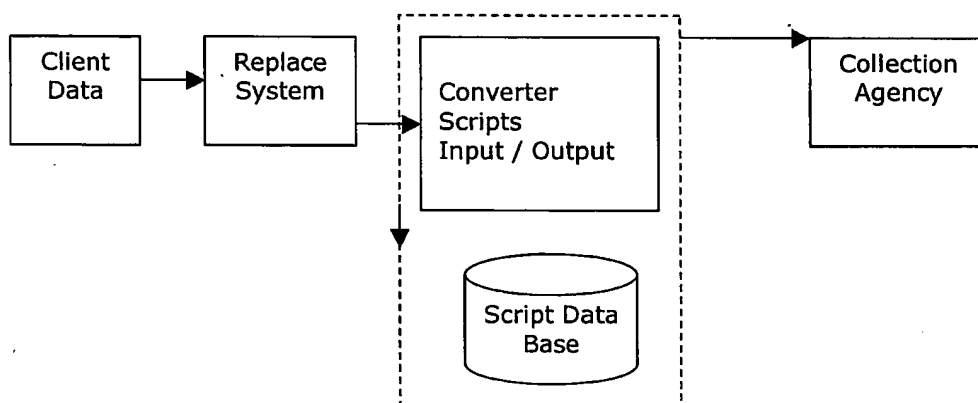 Client
Data
Replace
System
Converter
Scripts
Input / Output
Collection
Agency
Script Data
Base